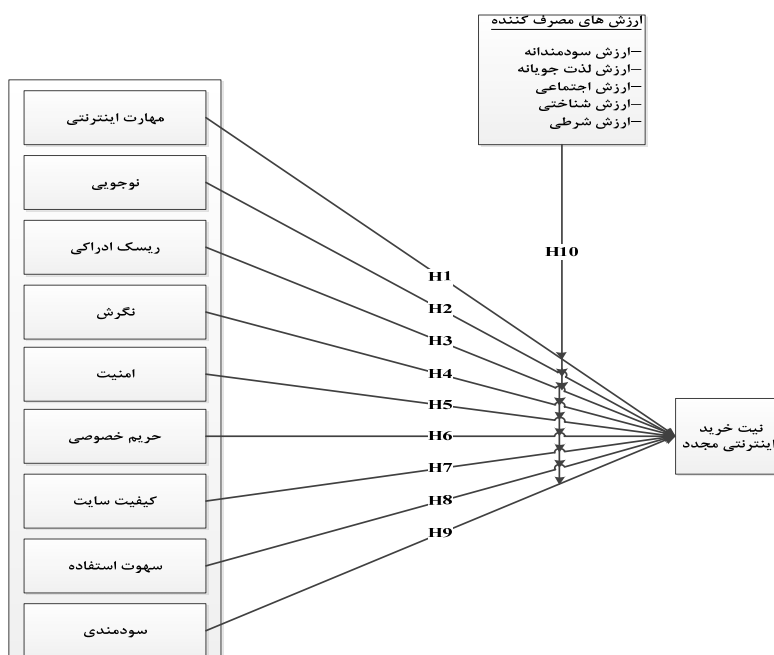 ارزش های مصرف کننده
–ارزش سودمندانه
–ارزش لذت جویانه
–ارزش اجتماعی
–ارزش شناختی
–ارزش شرطی
مهارت اینترنتی
نوجویی
ریسک ادراکی
نگرش
امنیت
حریم خصوصی
کیفیت سایت
سهوت استفاده
سودمندی
H10
H1
H2
H3
H4
H5
H6
H7
H8
H9
نیت خرید
اینترنتی مجدد